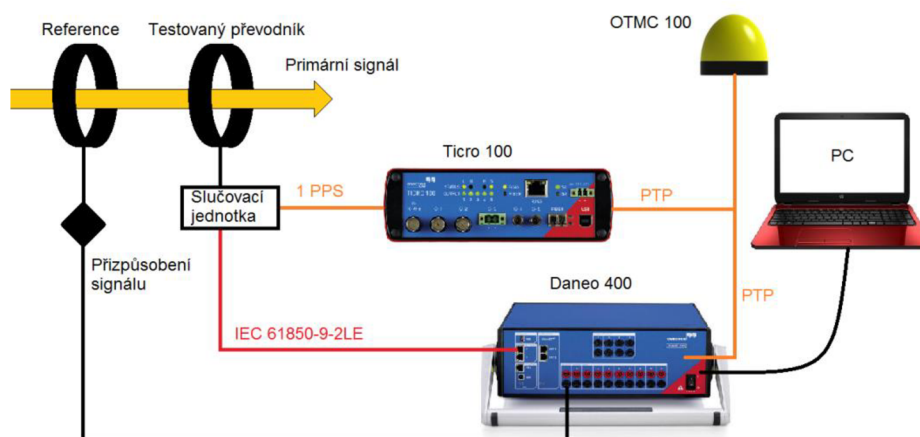 OTMC 100
Reference
Testovaný převodník
Primární signál
Ticro 100
PC
Slučovací
jednotka
1 PPS
PTP
Přizpůsobení
signálu
Daneo 400
PTP
IEC 61850-9-2LE